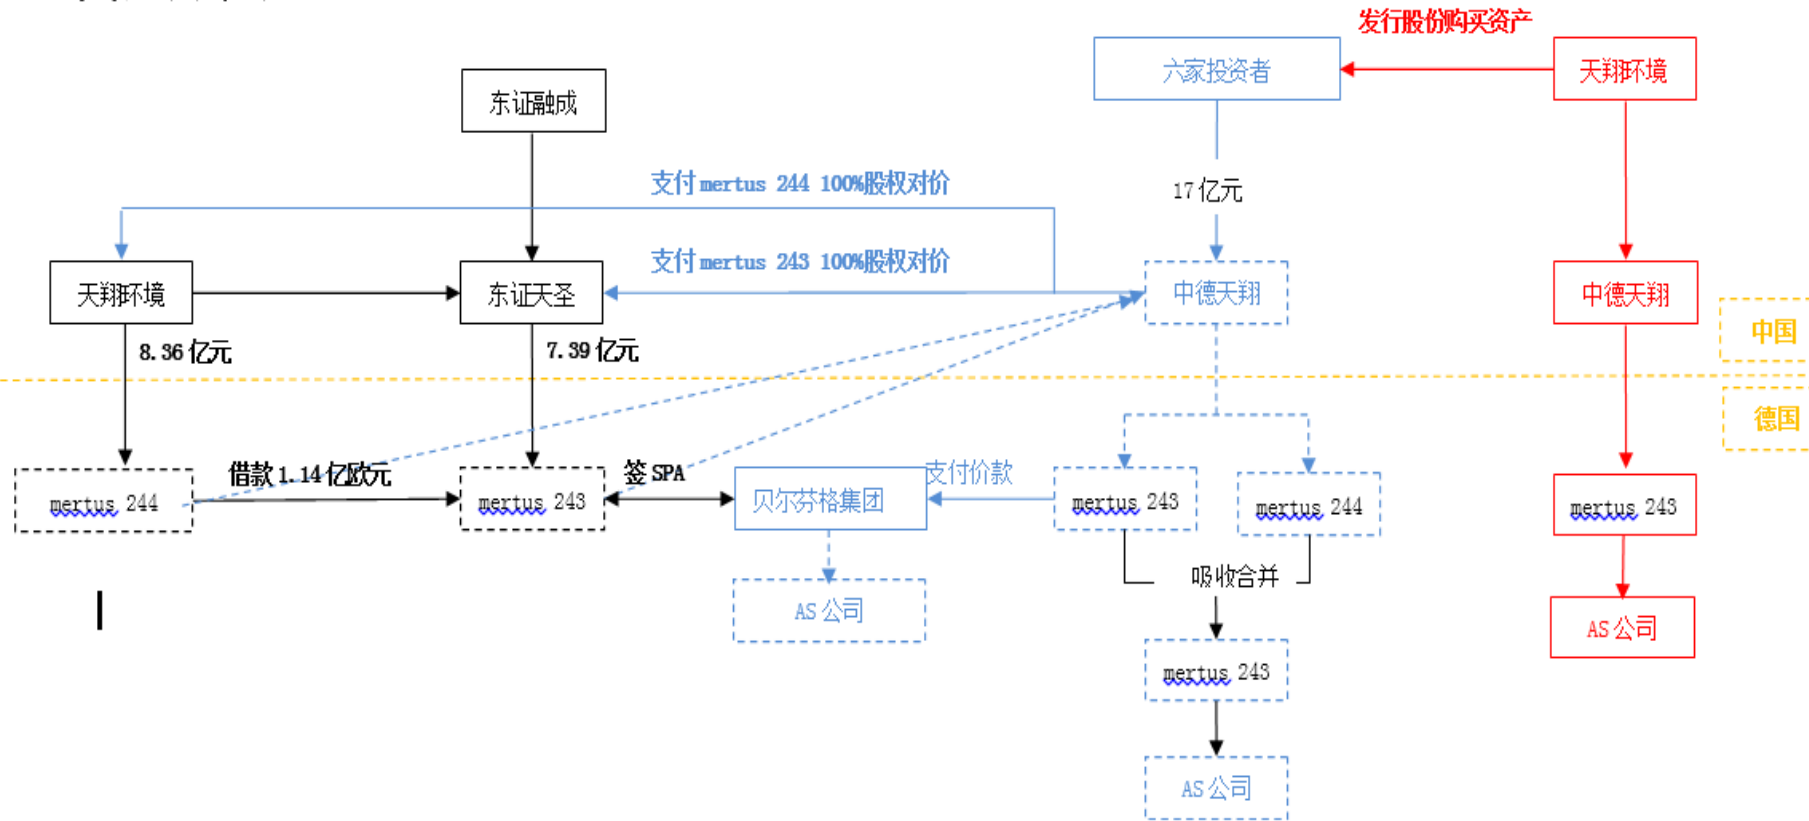 发行股份购买资产
六家投资者
天翔环境
东证融成
支付 mertus 244 100%股权对价
17 亿元
支付 mertus 243 100%股权对价
天翔环境
东证天圣
中德天翔
中德天翔
中国
8.36 亿元
7.39 亿元
德国
借款 1.14 亿欧元
签 SPA
支付价款
mertus 244
mertus 243
贝尔芬格集团
mertus 243
mertus 244
mertus 243
吸收合并
AS 公司
AS 公司
mertus 243
AS 公司